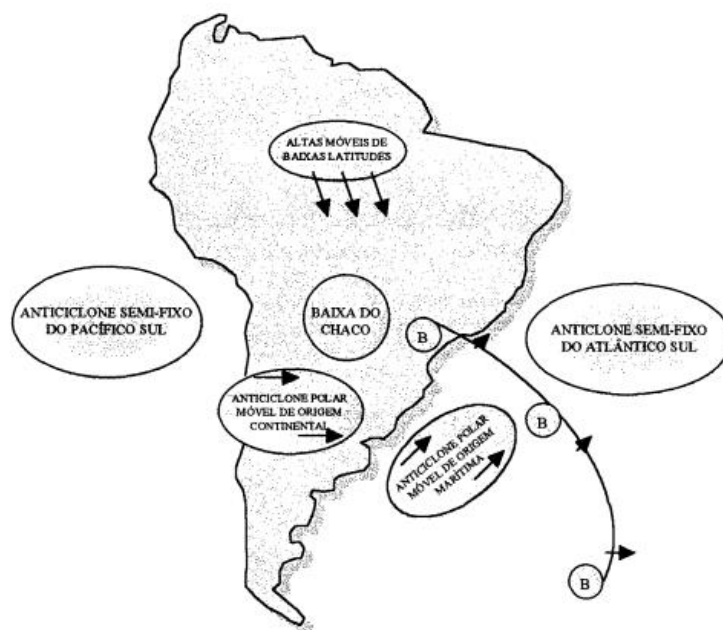 ALTAS MÓVEIS DE
BAIXAS LATITUDES
ANTICICLONE SEMI-FIXO
DO PACÍFICO SUL
BAIXA DO
CHACO
B
ANTICICLONE SEMI-FIXO
DO ATLÂNTICO SUL
ANTICICLONE POLAR
MÓVEL DE ORIGEM
CONTINENTAL
ANTICICLONE POLAR
MÓVEL DE ORIGEM
MARÍTIMA
B
B